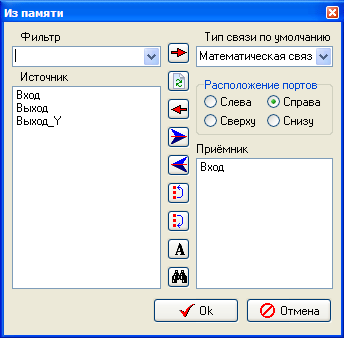 Из памяти
Фильтр
Тип связи по умолчанию
Математическая связ
Источник
Вход
Выход
Выход_Y
Расположение портов
Слева
Справа
Сверху
Снизу
Приёмник
Вход
A
Ok
Отмена